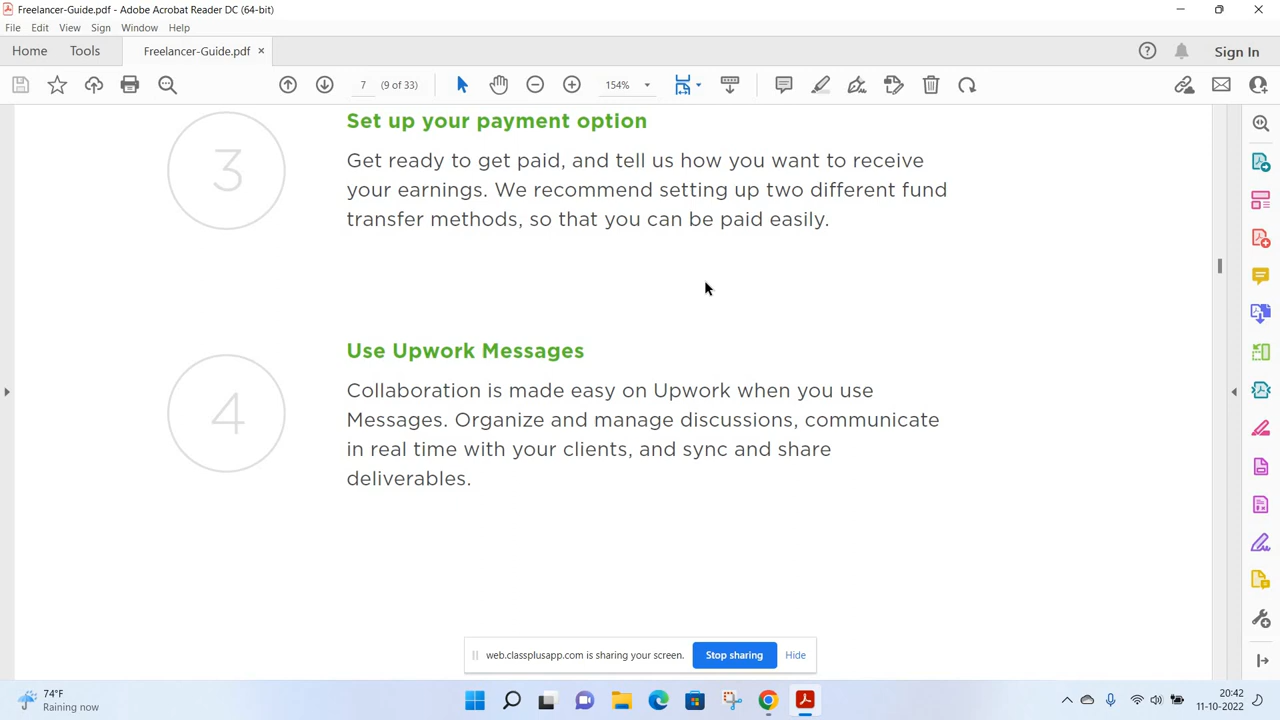 Freelancer-Guide.pdf - Adobe Acrobat Reader DC (64-bit)
File Edit View Sign Window Help
Home Tools Freelancer-Guide.pdf × Sign In
7 (9 of 33) 154%
3
Set up your payment option
Get ready to get paid, and tell us how you want to receive
your earnings. We recommend setting up two different fund
transfer methods, so that you can be paid easily.
4
Use Upwork Messages
Collaboration is made easy on Upwork when you use
Messages. Organize and manage discussions, communicate
in real time with your clients, and sync and share
deliverables.
web.classplusapp.com is sharing your screen. Stop sharing Hide
74°F
Raining now
20:42
11-10-2022